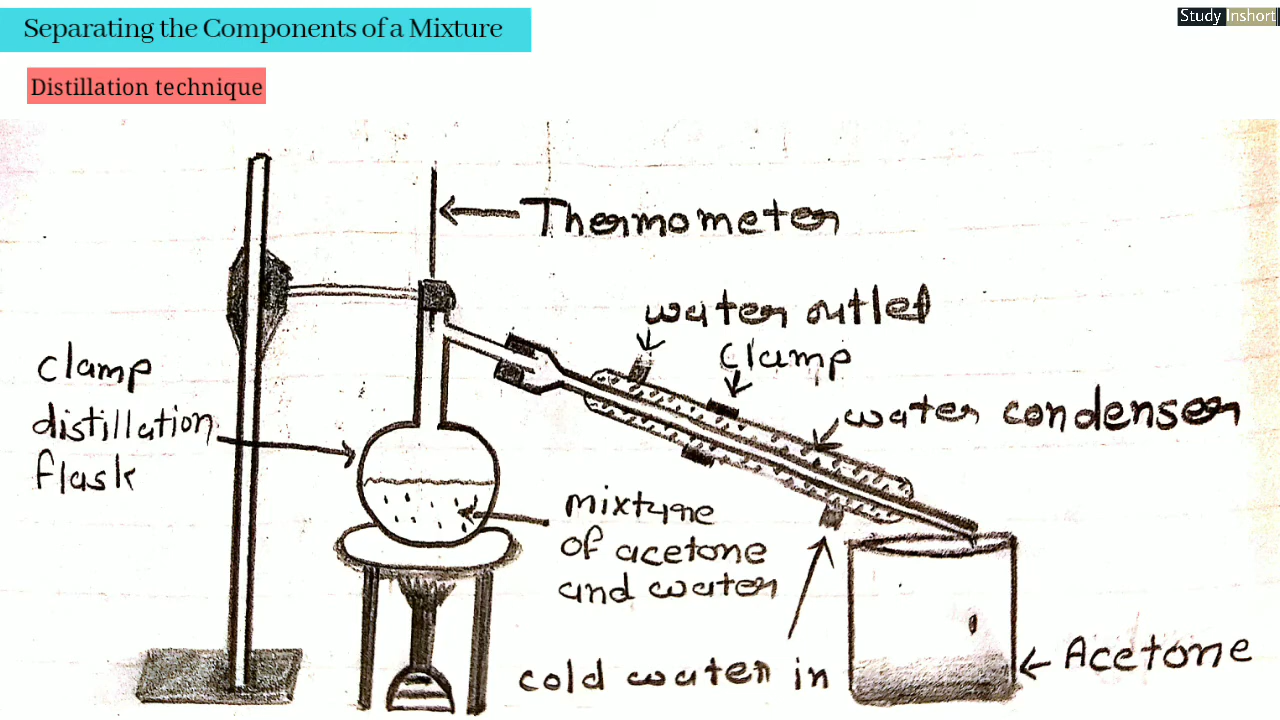 Separating the Components of a Mixture
Study Inshort
Distillation technique
Thermometer
water outlet
clamp
clamp
distillation
flask
water condenser
mixture
of acetone
and water
cold water in
Acetone